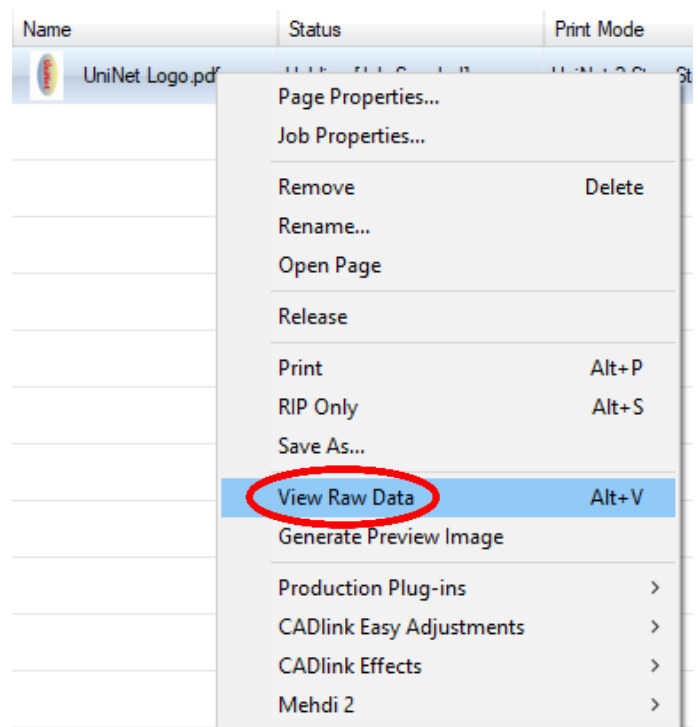 Name Status Print Mode
UniNet Logo.pdf
Page Properties...
Job Properties...
Remove Delete
Rename...
Open Page
Release
Print Alt+P
RIP Only Alt+S
Save As...
View Raw Data Alt+V
Generate Preview Image
Production Plug-ins >
CADlink Easy Adjustments >
CADlink Effects >
Mehdi 2 >